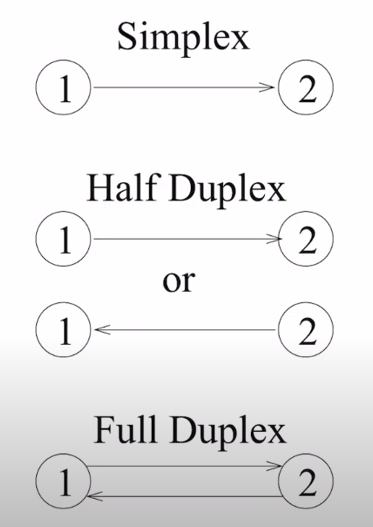 Simplex
1 2
Half Duplex
1 2
or
1 2
Full Duplex
1 2